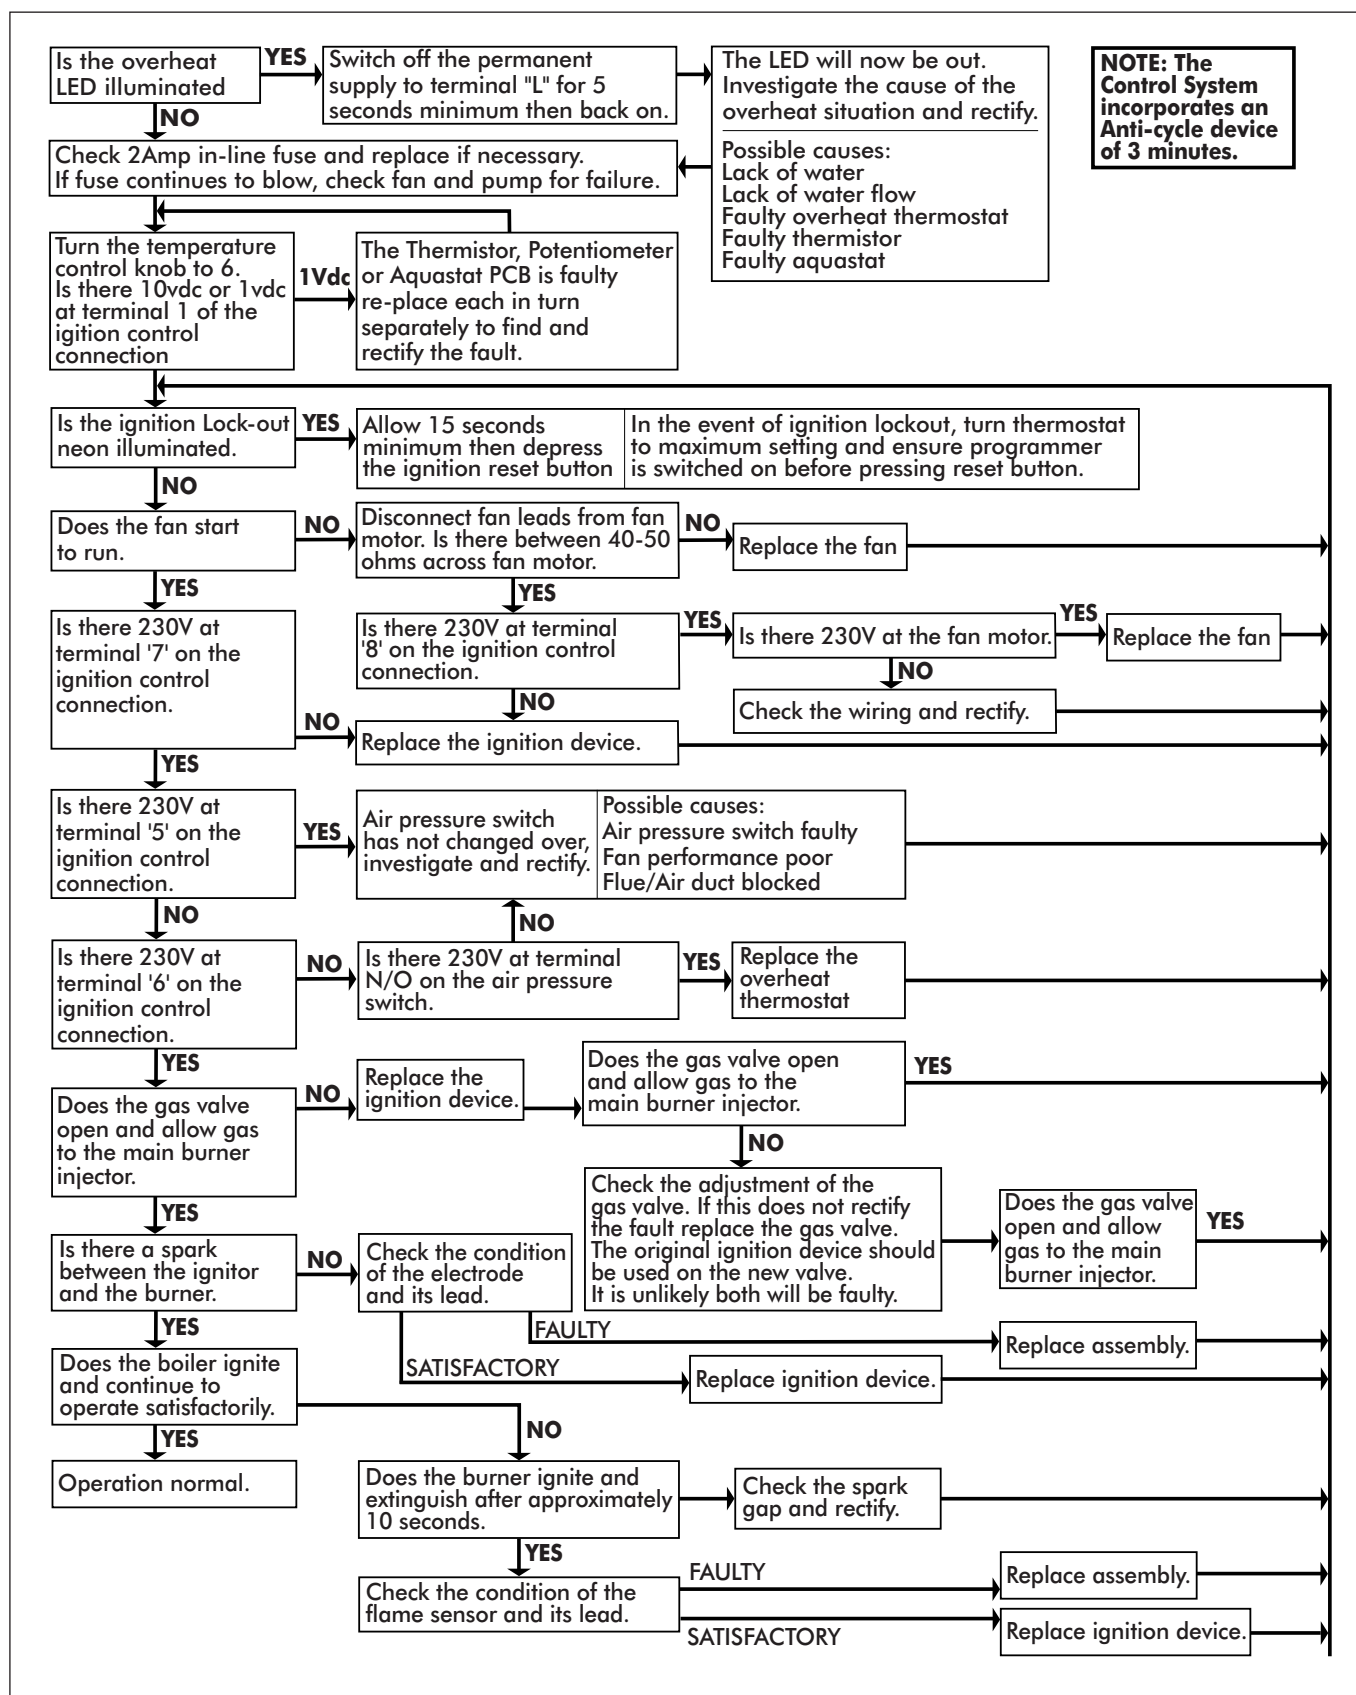 Is the overheat
LED illuminated
YES
Switch off the permanent
supply to terminal "L" for 5
seconds minimum then back on.
The LED will now be out.
Investigate the cause of the
overheat situation and rectify.
Possible causes:
Lack of water
Lack of water flow
Faulty overheat thermostat
Faulty thermistor
Faulty aquastat
NOTE: The
Control System
incorporates an
Anti-cycle device
of 3 minutes.
NO
Check 2Amp in-line fuse and replace if necessary.
If fuse continues to blow, check fan and pump for failure.
Turn the temperature
control knob to 6.
Is there 10vdc or 1vdc
at terminal 1 of the
igition control
connection
1Vdc
The Thermistor, Potentiometer
or Aquastat PCB is faulty
re-place each in turn
separately to find and
rectify the fault.
Is the ignition Lock-out
neon illuminated.
YES
Allow 15 seconds
minimum then depress
the ignition reset button
In the event of ignition lockout, turn thermostat
to maximum setting and ensure programmer
is switched on before pressing reset button.
NO
Does the fan start
to run.
NO
Disconnect fan leads from fan
motor. Is there between 40-50
ohms across fan motor.
NO
Replace the fan
YES
YES
Is there 230V at
terminal '7' on the
ignition control
connection.
Is there 230V at terminal
'8' on the ignition control
connection.
YES
Is there 230V at the fan motor.
YES
Replace the fan
NO
Check the wiring and rectify.
NO
NO
Replace the ignition device.
YES
Is there 230V at
terminal '5' on the
ignition control
connection.
YES
Air pressure switch
has not changed over,
investigate and rectify.
Possible causes:
Air pressure switch faulty
Fan performance poor
Flue/Air duct blocked
NO
NO
Is there 230V at
terminal '6' on the
ignition control
connection.
NO
Is there 230V at terminal
N/O on the air pressure
switch.
YES
Replace the
overheat
thermostat
YES
Does the gas valve
open and allow gas
to the main burner
injector.
NO
Replace the
ignition device.
Does the gas valve open
and allow gas to the
main burner injector.
YES
NO
Check the adjustment of the
gas valve. If this does not rectify
the fault replace the gas valve.
The original ignition device should
be used on the new valve.
It is unlikely both will be faulty.
Does the gas valve
open and allow
gas to the main
burner injector.
YES
YES
Is there a spark
between the ignitor
and the burner.
NO
Check the condition
of the electrode
and its lead.
FAULTY
Replace assembly.
SATISFACTORY
Replace ignition device.
YES
Does the boiler ignite
and continue to
operate satisfactorily.
NO
YES
Operation normal.
Does the burner ignite and
extinguish after approximately
10 seconds.
Check the spark
gap and rectify.
YES
Check the condition of the
flame sensor and its lead.
FAULTY
Replace assembly.
SATISFACTORY
Replace ignition device.